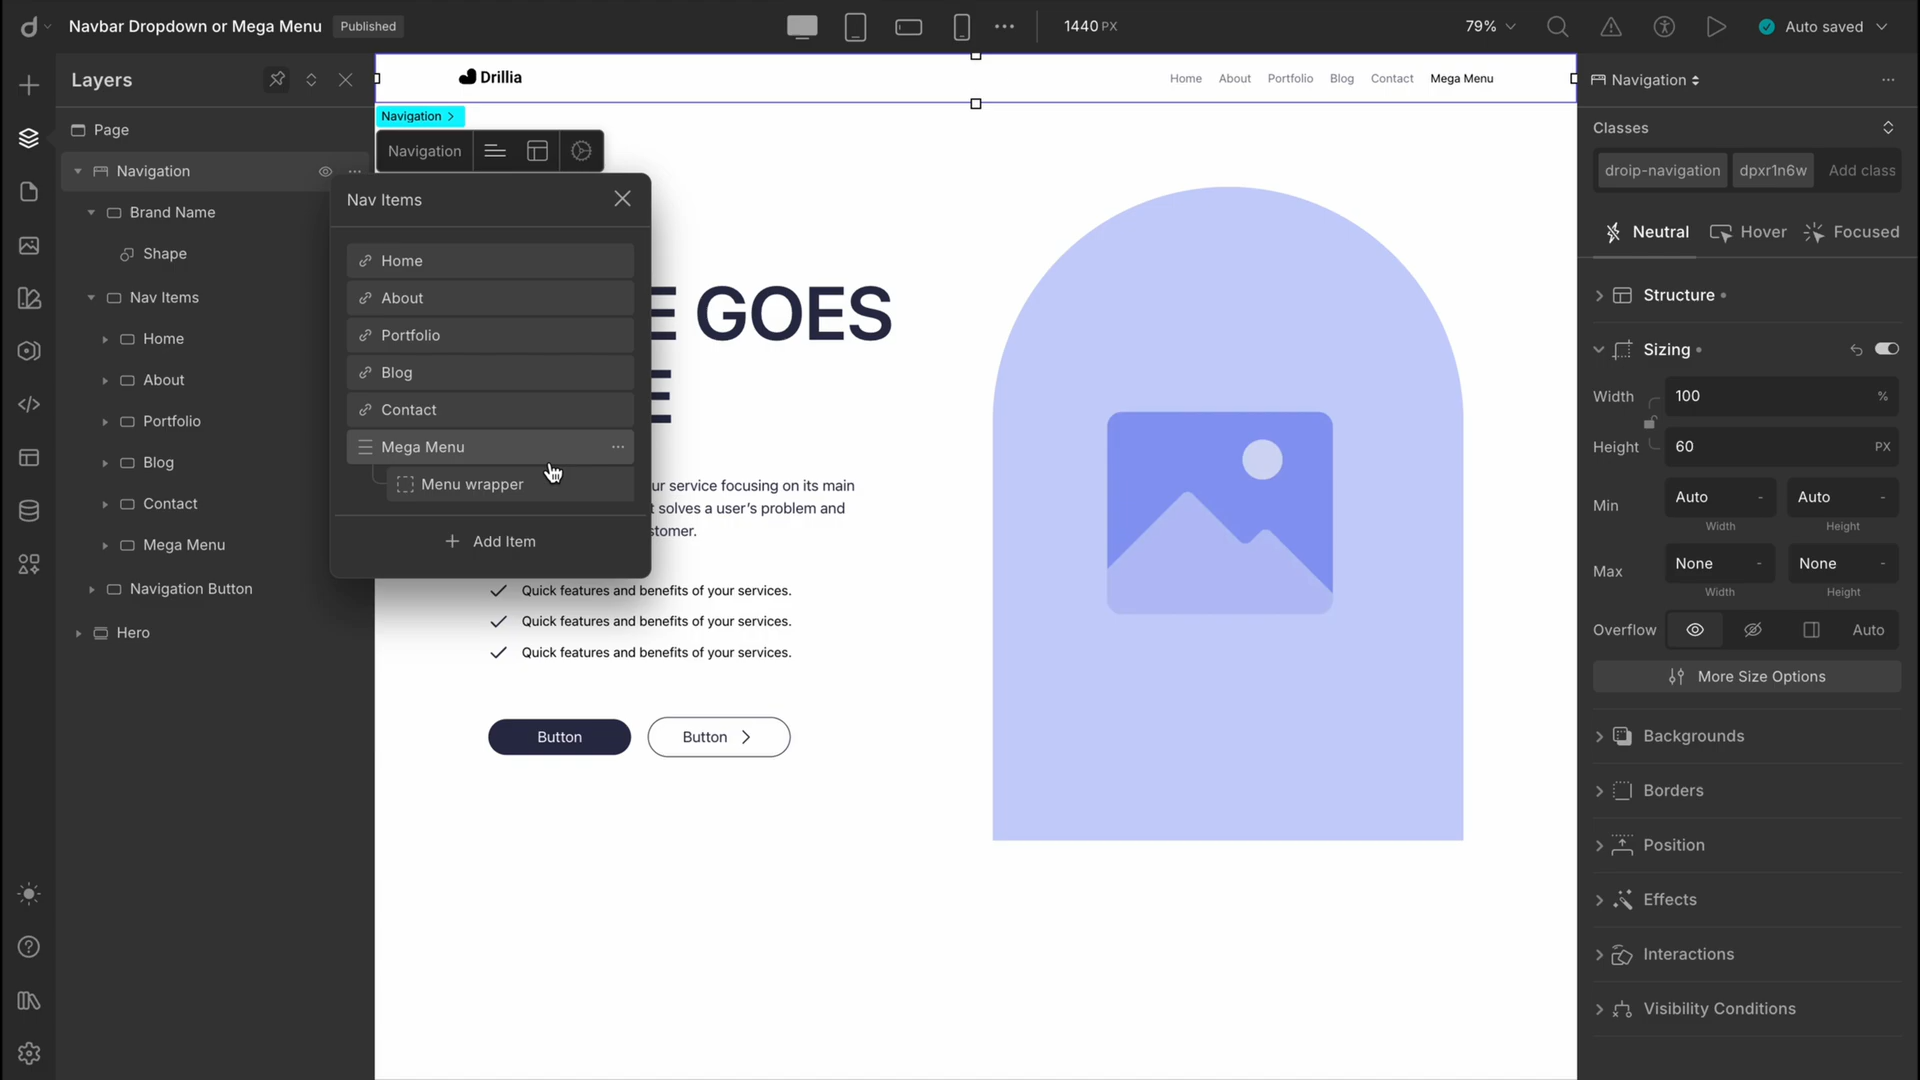 Navbar Dropdown or Mega Menu
Published
1440 PX
79%
Auto saved
Layers
Page
Navigation
Brand Name
Shape
Nav Items
Home
About
Portfolio
Blog
Contact
Mega Menu
Navigation Button
Hero
Drillia
Home
About
Portfolio
Blog
Contact
Mega Menu
Navigation
Navigation
Nav Items
Home
About
Portfolio
Blog
Contact
Mega Menu
Menu wrapper
Add Item
GOES
ur service focusing on its main
t solves a user's problem and
stomer.
Quick features and benefits of your services.
Quick features and benefits of your services.
Quick features and benefits of your services.
Button
Button
Navigation
Classes
droip-navigation
dpxr1n6w
Add class
Neutral
Hover
Focused
Structure
Sizing
Width
100
%
Height
60
PX
Min
Auto
-
Auto
-
Width
Height
Max
None
-
None
-
Width
Height
Overflow
Auto
More Size Options
Backgrounds
Borders
Position
Effects
Interactions
Visibility Conditions